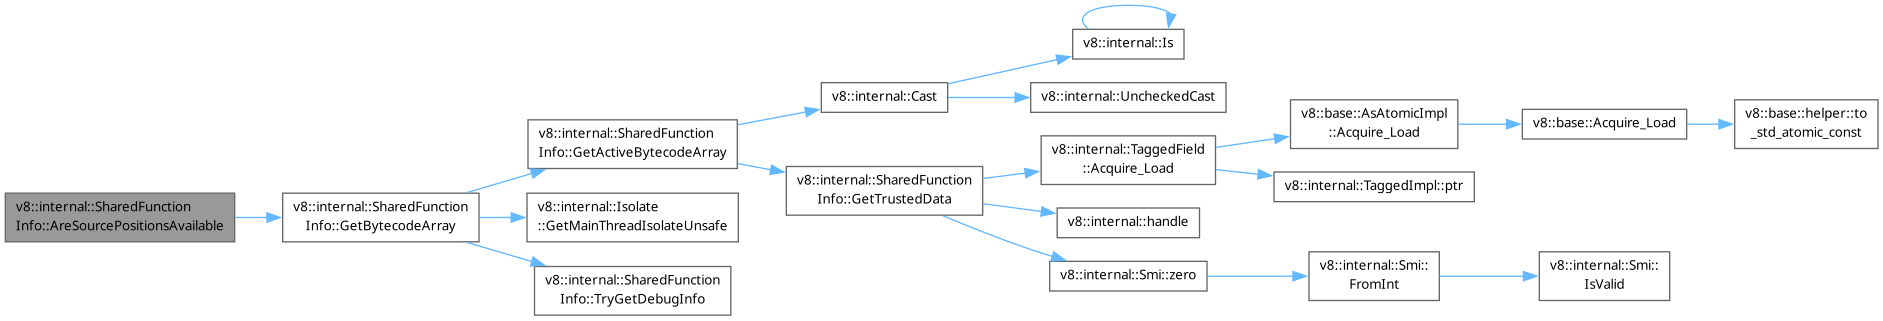 v8::internal::SharedFunction
Info::AreSourcePositionsAvailable
v8::internal::SharedFunction
Info::GetBytecodeArray
v8::internal::SharedFunction
Info::GetActiveBytecodeArray
v8::internal::Cast
v8::internal::Is
v8::internal::UncheckedCast
v8::internal::SharedFunction
Info::GetTrustedData
v8::internal::TaggedField
::Acquire_Load
v8::base::AsAtomicImpl
::Acquire_Load
v8::base::Acquire_Load
v8::base::helper::to
_std_atomic_const
v8::internal::TaggedImpl::ptr
v8::internal::handle
v8::internal::Smi::zero
v8::internal::Smi::
FromInt
v8::internal::Smi::
IsValid
v8::internal::Isolate
::GetMainThreadIsolateUnsafe
v8::internal::SharedFunction
Info::TryGetDebugInfo